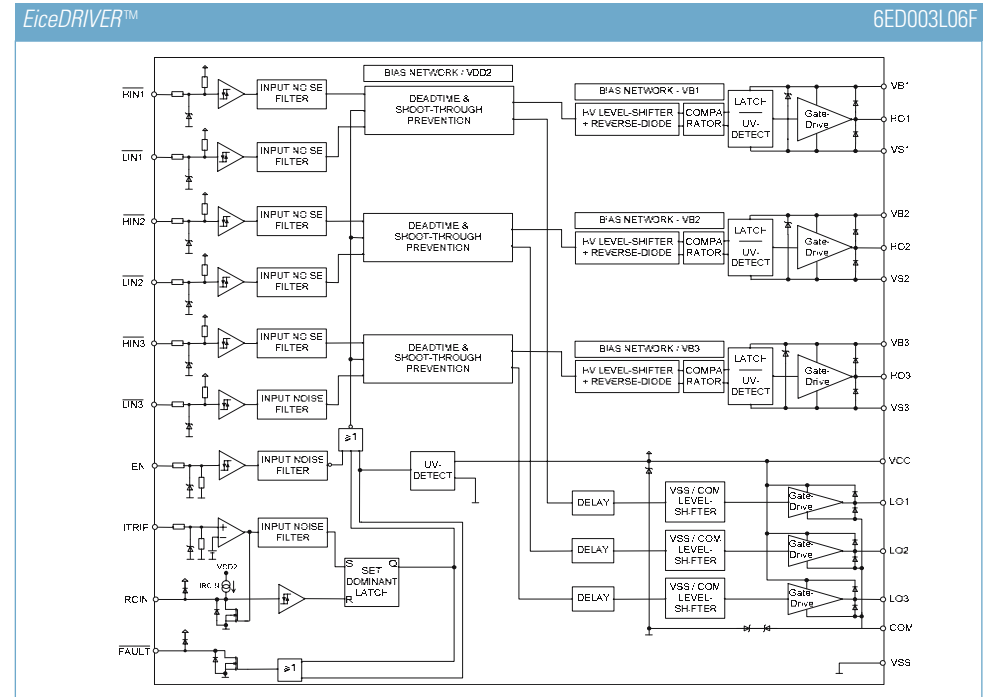 EiceDRIVER™
6ED003L06F
BIAS NETWORK / VDD2
HIN1
INPUT NOISE
FILTER
DEADTIME &
SHOOT-THROUGH
PREVENTION
BIAS NETWORK - VB1
HV LEVEL-SHIFTER
+ REVERSE-DIODE
COMPA
RATOR
LATCH
UV-
DETECT
Gate-
Drive
VB1
HO1
VS1
LIN1
INPUT NOISE
FILTER
HIN2
INPUT NOISE
FILTER
DEADTIME &
SHOOT-THROUGH
PREVENTION
BIAS NETWORK - VB2
HV LEVEL-SHIFTER
+ REVERSE-DIODE
COMPA
RATOR
LATCH
UV-
DETECT
Gate-
Drive
VB2
HO2
VS2
LIN2
INPUT NOISE
FILTER
HIN3
INPUT NOISE
FILTER
DEADTIME &
SHOOT-THROUGH
PREVENTION
BIAS NETWORK / VB3
HV LEVEL-SHIFTER
+ REVERSE-DIODE
COMPA
RATOR
LATCH
UV-
DETECT
Gate-
Drive
VB3
HO3
VS3
LIN3
INPUT NOISE
FILTER
≥1
EN
INPUT NOISE
FILTER
UV-
DETECT
VCC
DELAY
VSS / COM
LEVEL-
SHIFTER
Gate-
Drive
LO1
ITRIP
+
−
INPUT NOISE
FILTER
DELAY
VSS / COM
LEVEL-
SHIFTER
Gate-
Drive
LO2
VDD2
IRCIN
RCIN
S
Q
SET
DOMINANT
LATCH
R
DELAY
VSS / COM
LEVEL-
SHIFTER
Gate-
Drive
LO3
COM
FAULT
≥1
VSS